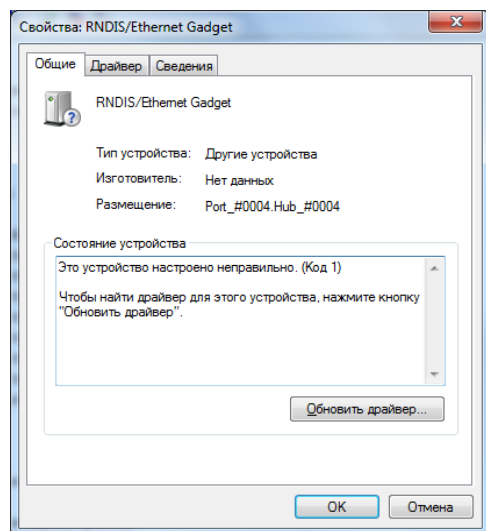 Свойства: RNDIS/Ethernet Gadget
Общие Драйвер Сведения
RNDIS/Ethernet Gadget
Тип устройства: Другие устройства
Изготовитель: Нет данных
Размещение: Port_#0004.Hub_#0004
Состояние устройства
Это устройство настроено неправильно. (Код 1)
Чтобы найти драйвер для этого устройства, нажмите кнопку
"Обновить драйвер".
Обновить драйвер...
OK Отмена